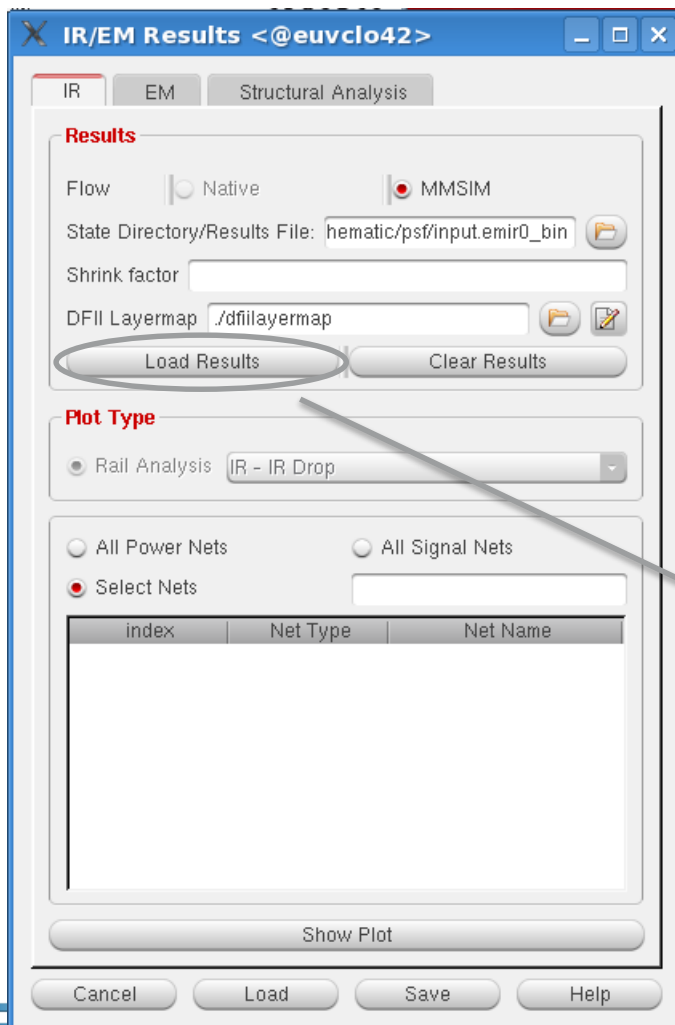 IR/EM Results <@euvclo42>
IR EM Structural Analysis
Results
Flow Native MMSIM
State Directory/Results File: hematic/psf/input.emir0_bin
Shrink factor
DFII Layermap ./dfiilayermap
Load Results Clear Results
Plot Type
Rail Analysis IR - IR Drop
All Power Nets All Signal Nets
Select Nets
index Net Type Net Name
Show Plot
Cancel Load Save Help